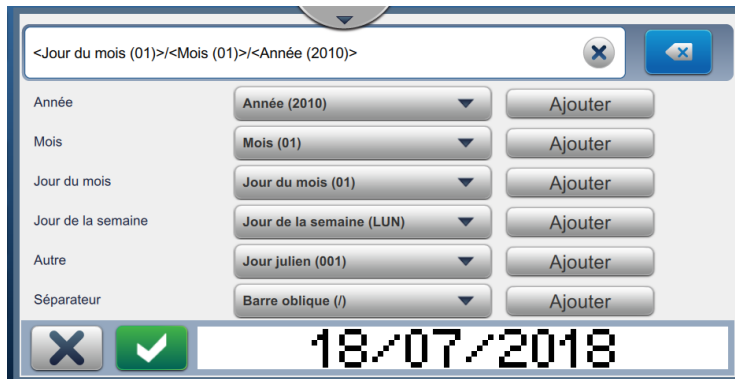 <Jour du mois (01)>/<Mois (01)>/<Année (2010)>
Année Année (2010) Ajouter
Mois Mois (01) Ajouter
Jour du mois Jour du mois (01) Ajouter
Jour de la semaine Jour de la semaine (LUN) Ajouter
Autre Jour julien (001) Ajouter
Séparateur Barre oblique (/) Ajouter
18/07/2018